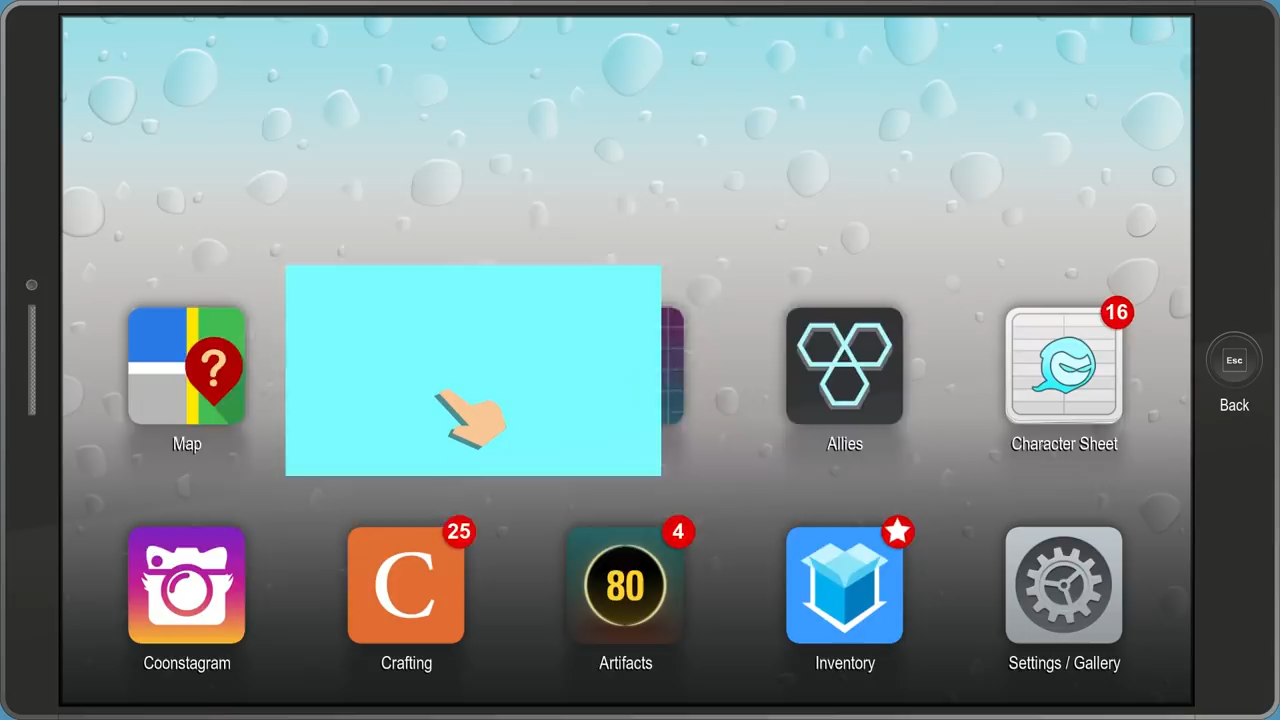 16
?
Esc
Back
Map
Allies
Character Sheet
25
4
C
80
Coonstagram
Crafting
Artifacts
Inventory
Settings / Gallery